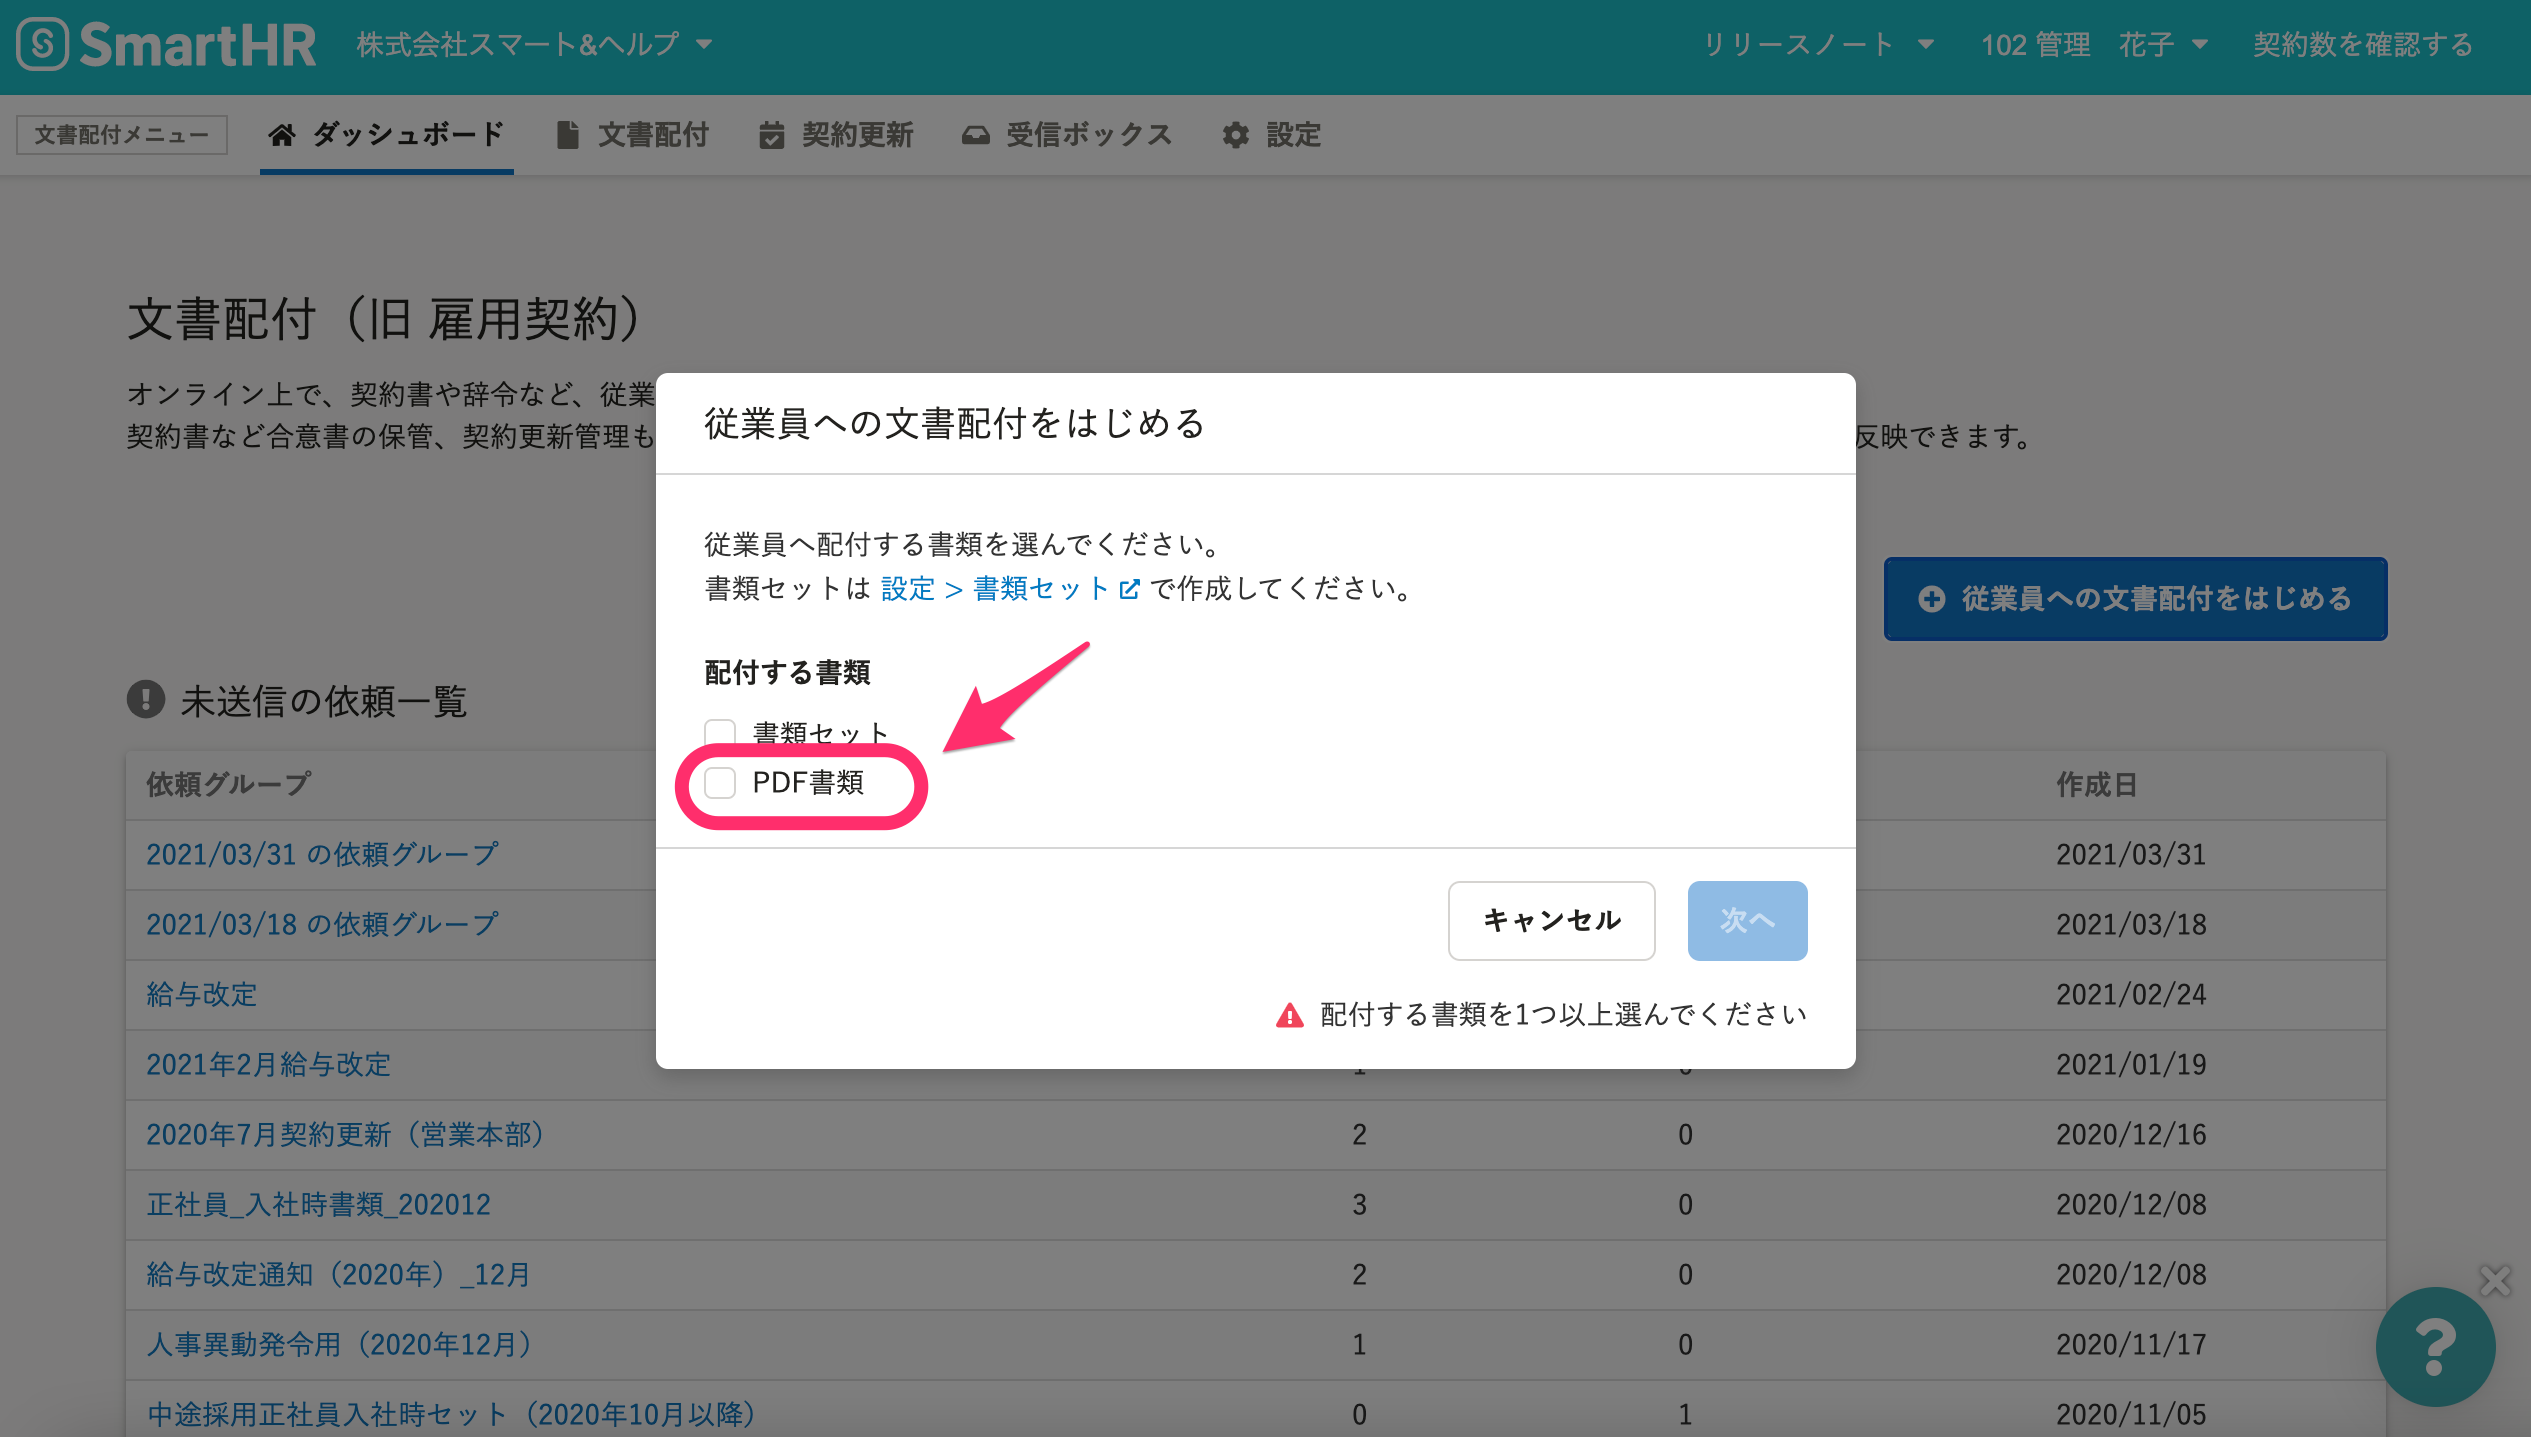 SmartHR 株式会社スマート&ヘルプ リリースノート 102 管理 花子 契約数を確認する
文書配付メニュー ダッシュボード 文書配付 契約更新 受信ボックス 設定
文書配付（旧 雇用契約）
オンライン上で、契約書や辞令など、従業
契約書など合意書の保管、契約更新管理も
反映できます。
従業員への文書配付をはじめる
従業員への文書配付をはじめる
従業員へ配付する書類を選んでください。
書類セットは 設定 > 書類セット で作成してください。
配付する書類
書類セット
PDF書類
キャンセル 次へ
配付する書類を1つ以上選んでください
未送信の依頼一覧
依頼グループ 作成日
2021/03/31 の依頼グループ 2021/03/31
2021/03/18 の依頼グループ 2021/03/18
給与改定 2021/02/24
2021年2月給与改定 2021/01/19
2020年7月契約更新（営業本部） 2 0 2020/12/16
正社員_入社時書類_202012 3 0 2020/12/08
給与改定通知（2020年）_12月 2 0 2020/12/08
人事異動発令用（2020年12月） 1 0 2020/11/17
中途採用正社員入社時セット（2020年10月以降） 0 1 2020/11/05